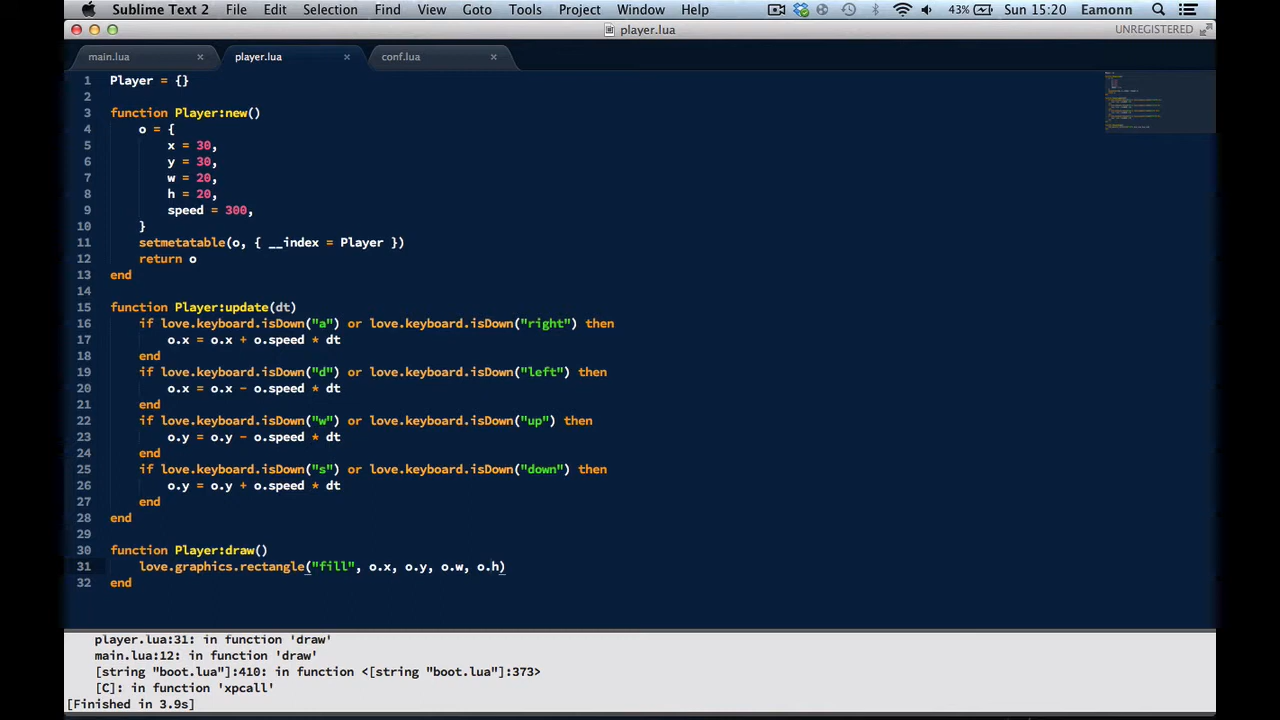 Sublime Text 2 File Edit Selection Find View Goto Tools Project Window Help 43% Sun 15:20 Eamonn
player.lua UNREGISTERED
main.lua × player.lua × conf.lua ×
1 Player = {}
2
3 function Player:new()
4 o = {
5 x = 30,
6 y = 30,
7 w = 20,
8 h = 20,
9 speed = 300,
10 }
11 setmetatable(o, { __index = Player })
12 return o
13 end
14
15 function Player:update(dt)
16 if love.keyboard.isDown("a") or love.keyboard.isDown("right") then
17 o.x = o.x + o.speed * dt
18 end
19 if love.keyboard.isDown("d") or love.keyboard.isDown("left") then
20 o.x = o.x - o.speed * dt
21 end
22 if love.keyboard.isDown("w") or love.keyboard.isDown("up") then
23 o.y = o.y - o.speed * dt
24 end
25 if love.keyboard.isDown("s") or love.keyboard.isDown("down") then
26 o.y = o.y + o.speed * dt
27 end
28 end
29
30 function Player:draw()
31 love.graphics.rectangle("fill", o.x, o.y, o.w, o.h)
32 end
player.lua:31: in function 'draw'
main.lua:12: in function 'draw'
[string "boot.lua"]:410: in function <[string "boot.lua"]:373>
[C]: in function 'xpcall'
[Finished in 3.9s]